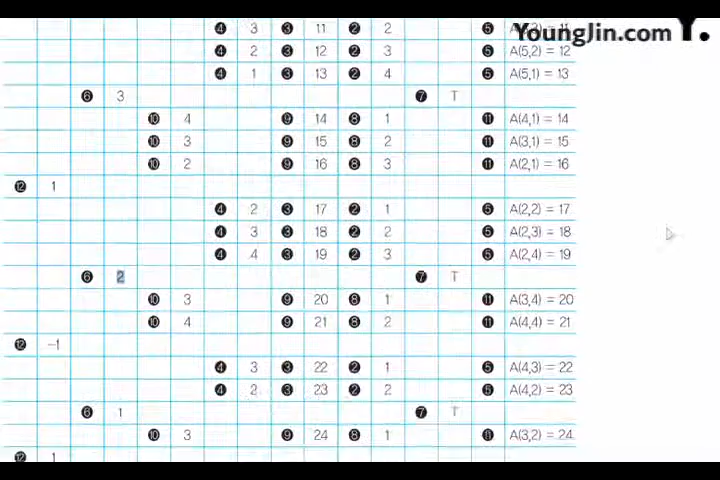 YoungJin.com Y.
❹ 3 ❸ 11 ❷ 2 ❺
❹ 2 ❸ 12 ❷ 3 ❺ A(5,2) = 12
❹ 1 ❸ 13 ❷ 4 ❺ A(5,1) = 13
❻ 3 ❼ T
❿ 4 ❾ 14 ❽ 1 ⓫ A(4,1) = 14
❿ 3 ❾ 15 ❽ 2 ⓫ A(3,1) = 15
❿ 2 ❾ 16 ❽ 3 ⓫ A(2,1) = 16
⓬ 1
❹ 2 ❸ 17 ❷ 1 ❺ A(2,2) = 17
❹ 3 ❸ 18 ❷ 2 ❺ A(2,3) = 18
❹ 4 ❸ 19 ❷ 3 ❺ A(2,4) = 19
❻ 2 ❼ T
❿ 3 ❾ 20 ❽ 1 ⓫ A(3,4) = 20
❿ 4 ❾ 21 ❽ 2 ⓫ A(4,4) = 21
⓬ -1
❹ 3 ❸ 22 ❷ 1 ❺ A(4,3) = 22
❹ 2 ❸ 23 ❷ 2 ❺ A(4,2) = 23
❻ 1 ❼ T
❿ 3 ❾ 24 ❽ 1 ⓫ A(3,2) = 24
⓬ 1